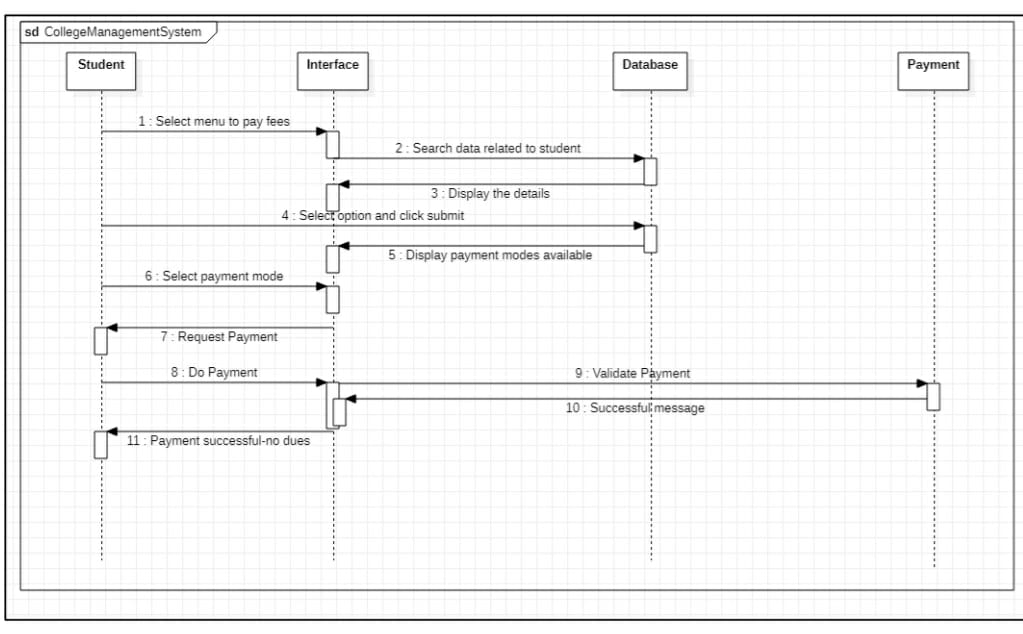 sd CollegeManagementSystem
Student
Interface
Database
Payment
1 : Select menu to pay fees
2 : Search data related to student
3 : Display the details
4 : Select option and click submit
5 : Display payment modes available
6 : Select payment mode
7 : Request Payment
8 : Do Payment
9 : Validate Payment
10 : Successful message
11 : Payment successful-no dues